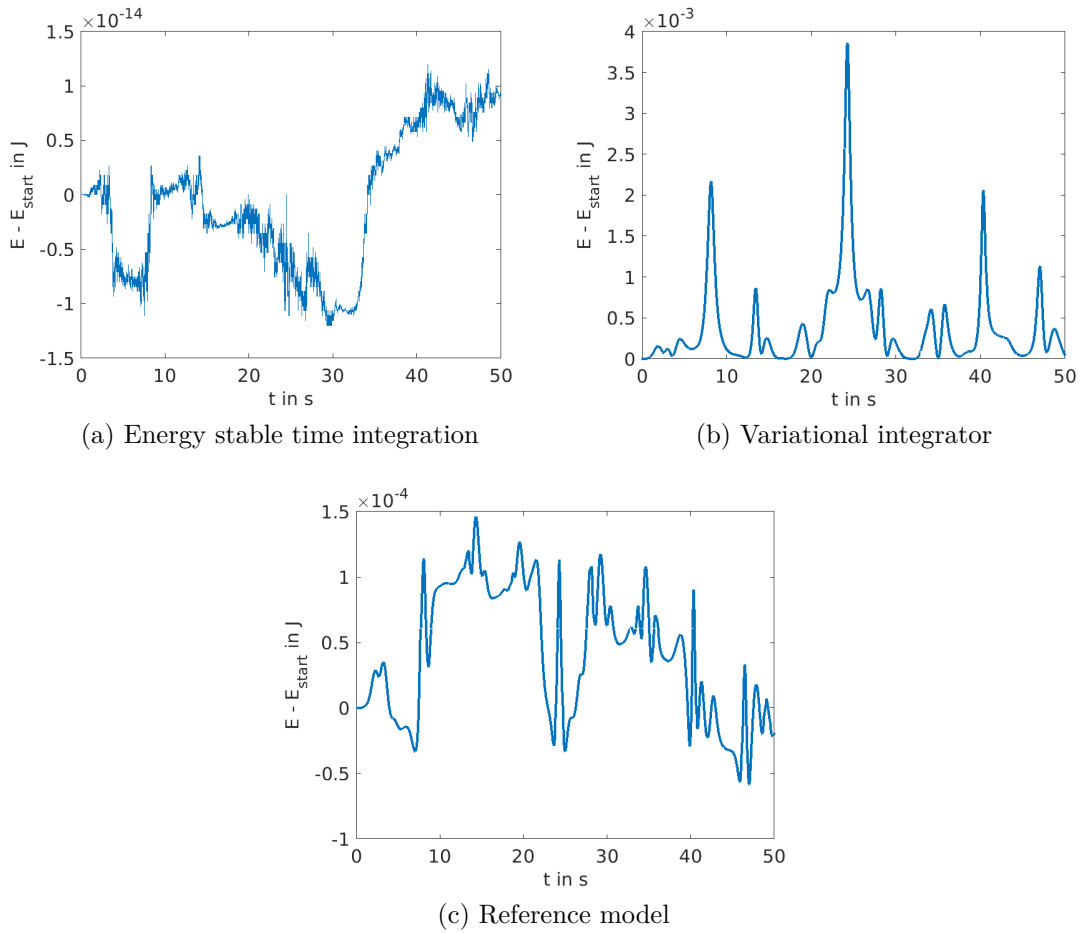 ×10^-14
1.5
1
0.5
0
-0.5
-1
-1.5
E - E_start in J
0 10 20 30 40 50
t in s
(a) Energy stable time integration
×10^-3
4
3.5
3
2.5
2
1.5
1
0.5
0
E - E_start in J
0 10 20 30 40 50
t in s
(b) Variational integrator
×10^-4
1.5
1
0.5
0
-0.5
-1
E - E_start in J
0 10 20 30 40 50
t in s
(c) Reference model